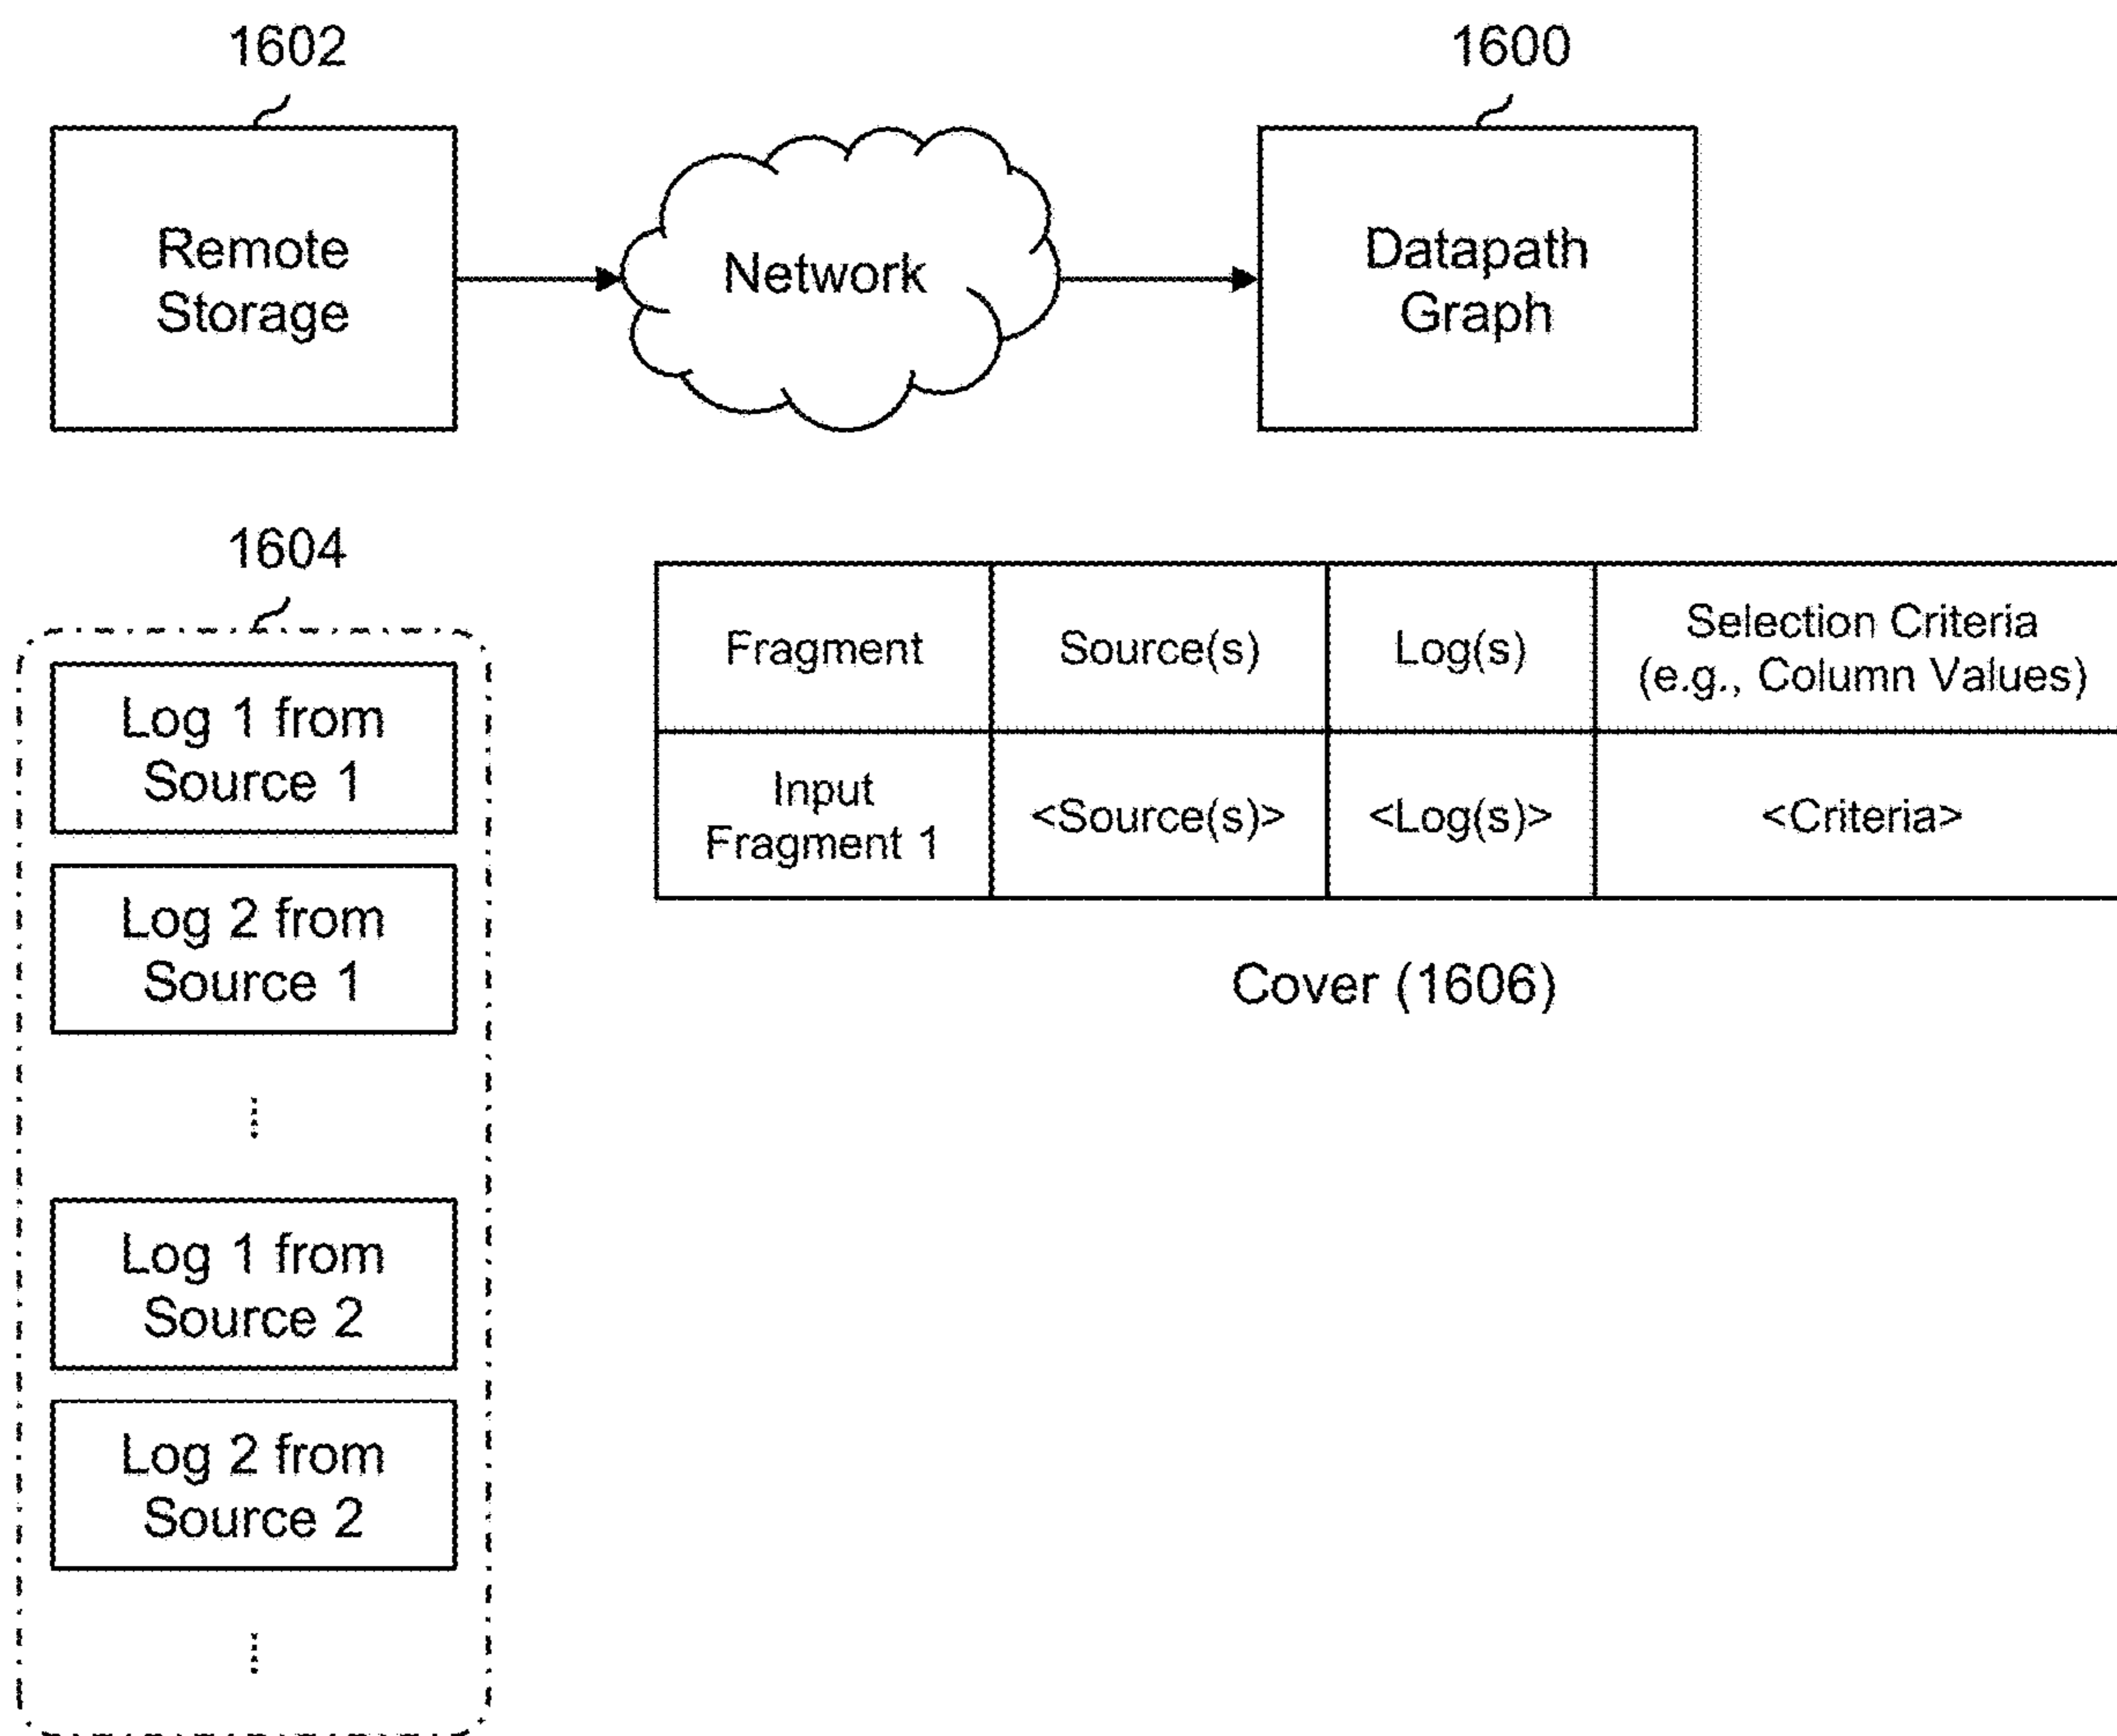 1602
1600
Remote
Storage
Network
Datapath
Graph
1604
Log 1 from
Source 1
Log 2 from
Source 1
⋮
Log 1 from
Source 2
Log 2 from
Source 2
⋮
Fragment
Source(s)
Log(s)
Selection Criteria
(e.g., Column Values)
Input
Fragment 1
<Source(s)>
<Log(s)>
<Criteria>
Cover (1606)